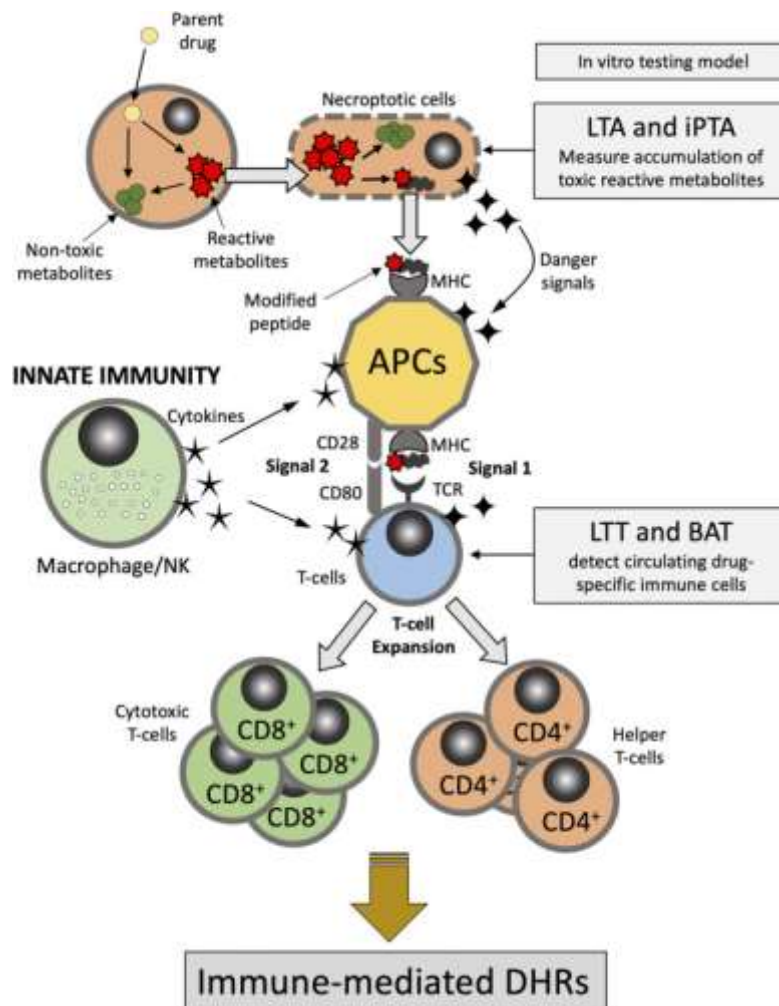 Parent
drug
In vitro testing model
Necroptotic cells
LTA and iPTA
Measure accumulation of
toxic reactive metabolites
Non-toxic
metabolites
Reactive
metabolites
Danger
signals
Modified
peptide
MHC
APCs
INNATE IMMUNITY
Cytokines
CD28
MHC
Signal 2
Signal 1
CD80
TCR
Macrophage/NK
T-cells
LTT and BAT
detect circulating drug-
specific immune cells
T-cell
Expansion
Cytotoxic
T-cells
CD8⁺
CD8⁺
CD8⁺
CD8⁺
CD4⁺
CD4⁺
CD4⁺
Helper
T-cells
Immune-mediated DHRs